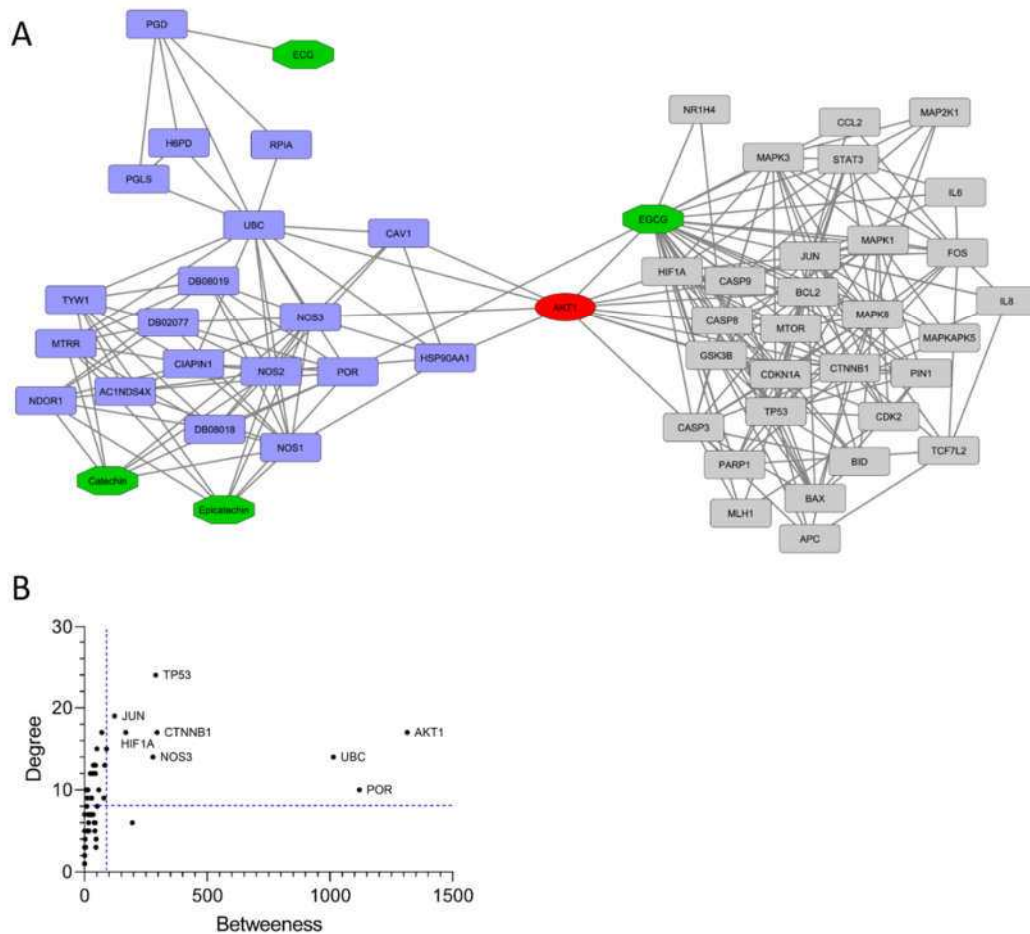 A
PGD
ECG
H6PD
RPIA
PGLS
UBC
CAV1
DB08019
TYW1
DB02077
NOS3
MTRR
CIAPIN1
NOS2
POR
HSP90AA1
AC1NDS4X
NDOR1
DB08018
NOS1
Catechin
Epicatechin
AKT1
NR1H4
CCL2
MAP2K1
MAPK3
STAT3
IL6
EGCG
MAPK1
JUN
FOS
HIF1A
CASP9
BCL2
IL8
CASP8
MTOR
MAPK8
MAPKAPK5
GSK3B
CDKN1A
CTNNB1
PIN1
TP53
CDK2
CASP3
PARP1
BID
TCF7L2
MLH1
BAX
APC
B
30
TP53
20
JUN
CTNNB1
AKT1
HIF1A
NOS3
UBC
Degree
10
POR
0
0
500
1000
1500
Betweeness